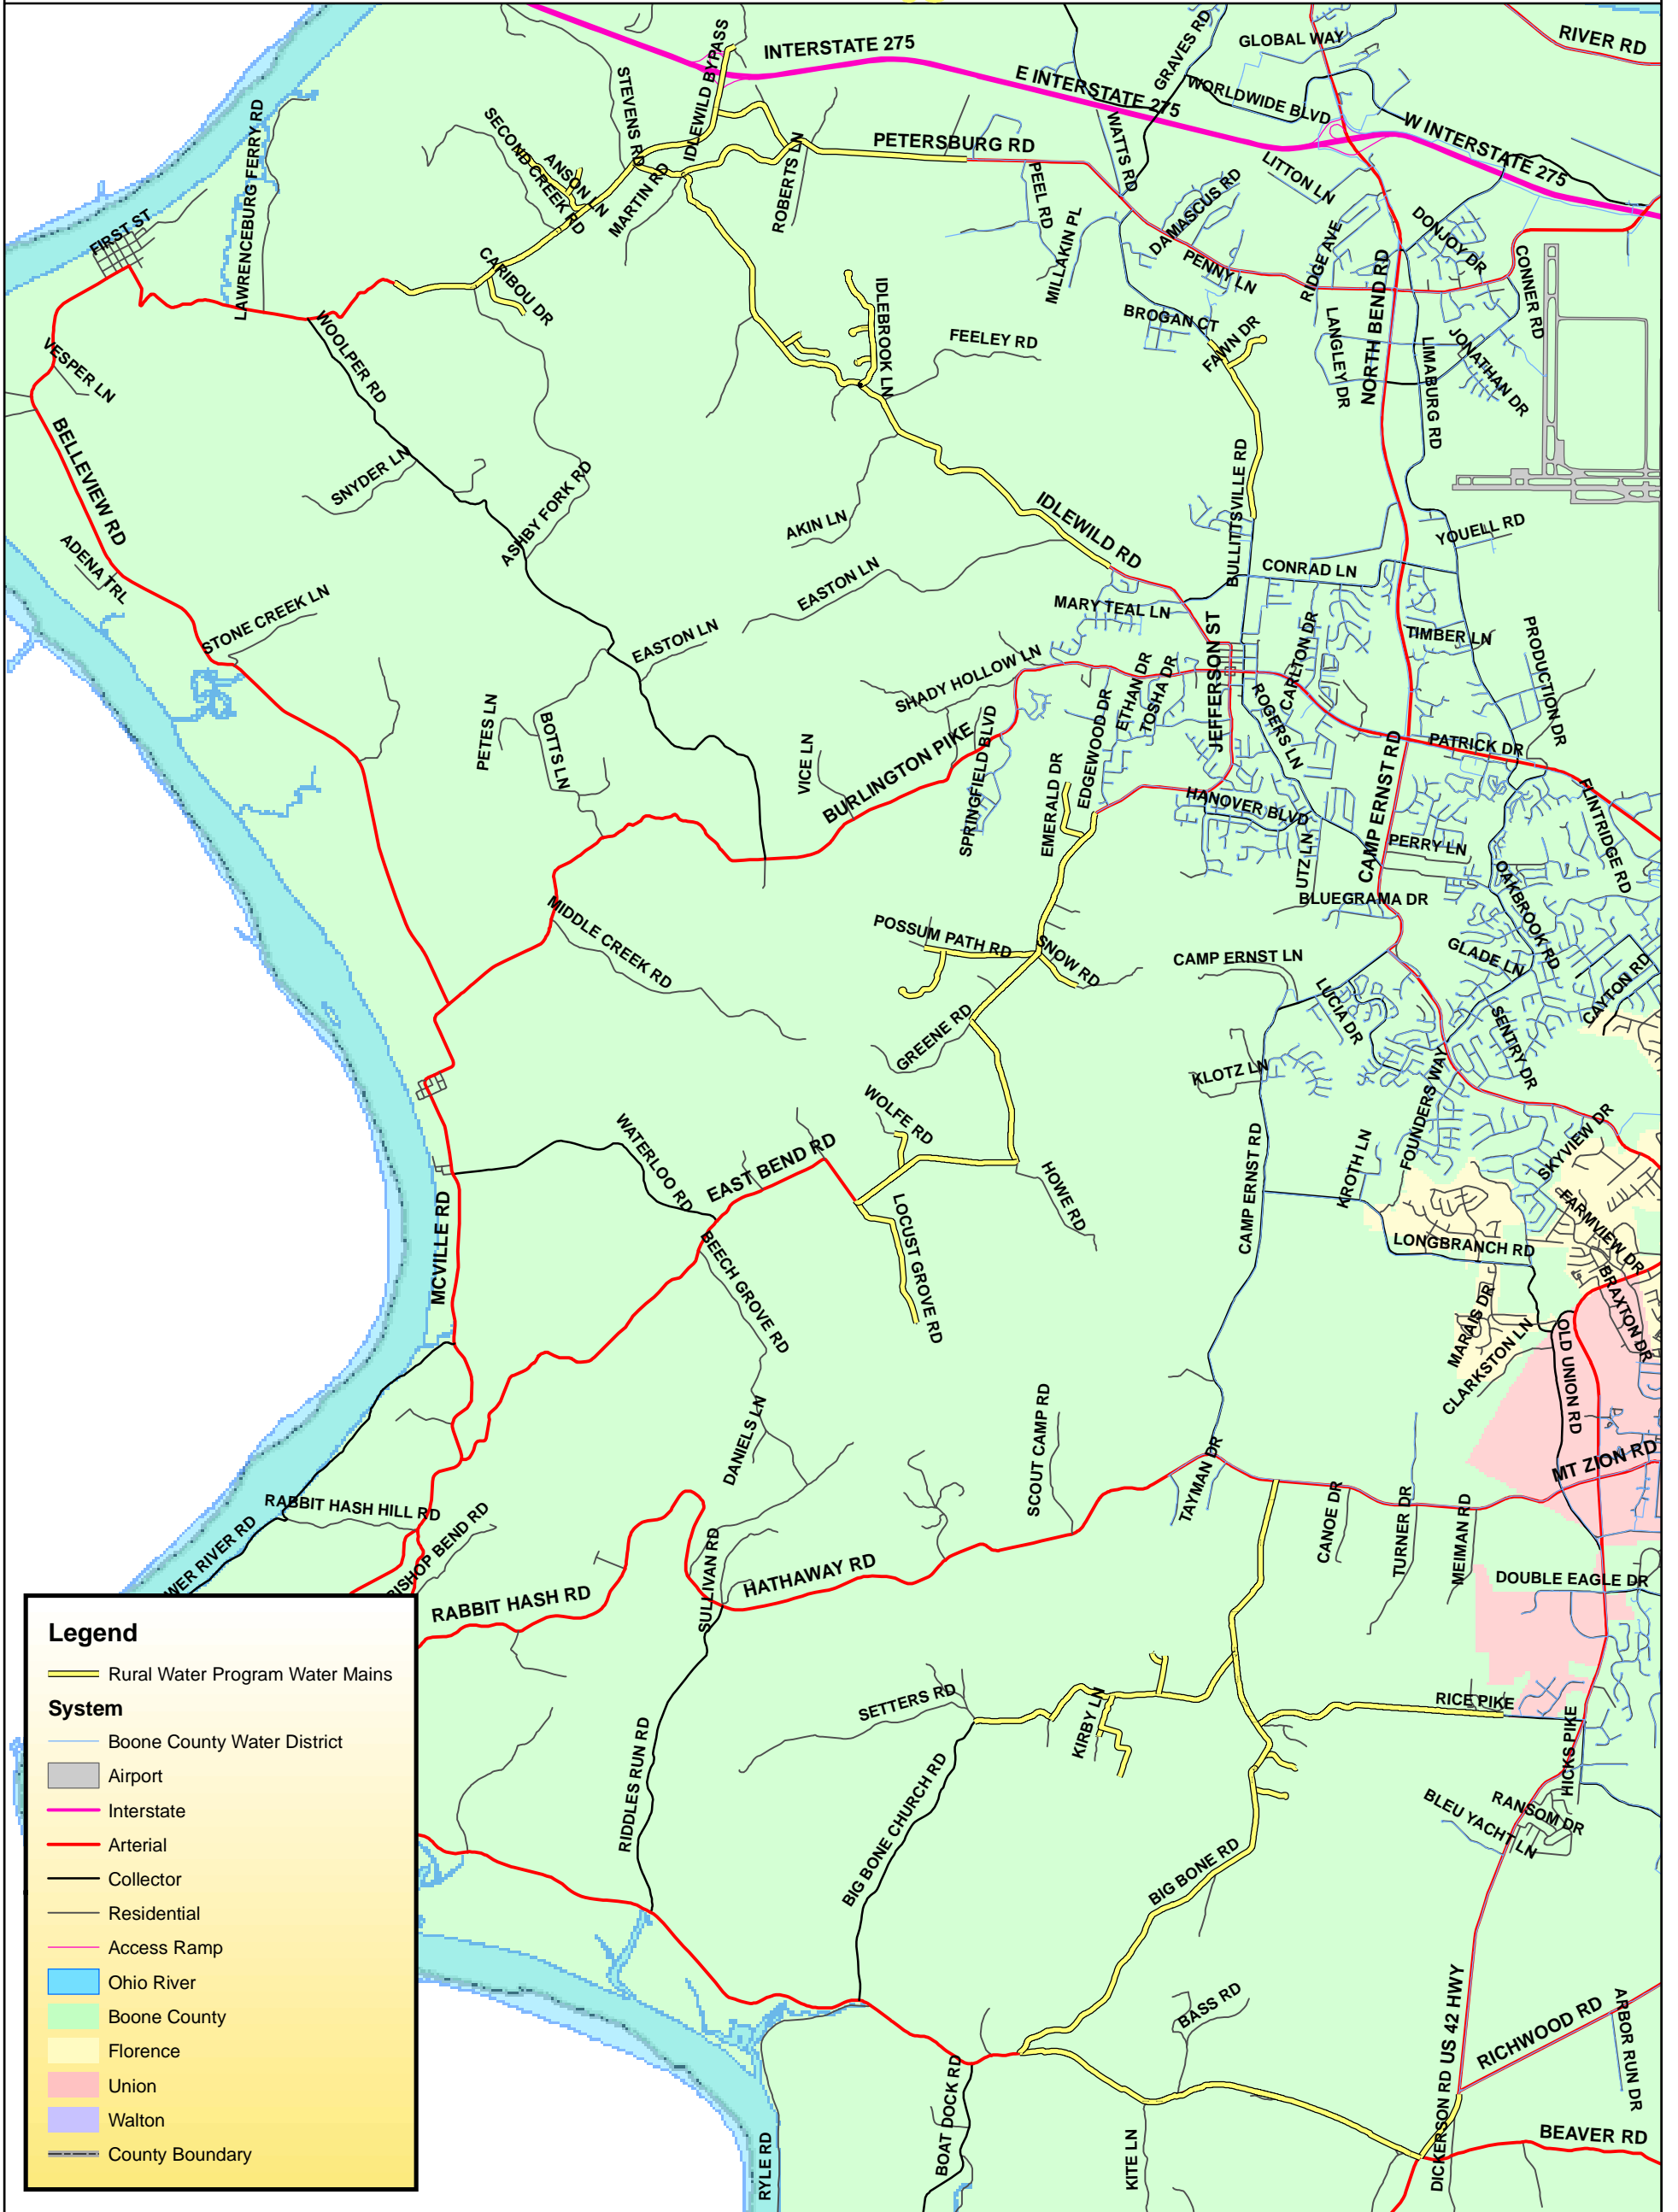 INTERSTATE 275
GLOBAL WAY
RIVER RD
GRAVES RD
IDLEWILD BYPASS
STEVENS RD
E INTERSTATE 275
WORLDWIDE BLVD
W INTERSTATE 275
LAWRENCEBURG FERRY RD
SECOND CREEK RD
ANSON LN
MARTIN RD
ROBERTS LN
PETERSBURG RD
WATTS RD
PEEL RD
MILLAKIN PL
DAMASCUS RD
LITTON LN
RIDGE AVE
DONJOY DR
CONNER RD
FIRST ST
CARIBOU DR
PENNY LN
NORTH BEND RD
WOOLPER RD
IDLEBROOK LN
FEELEY RD
BROGAN CT
FAWN DR
LANGLEY DR
LIMABURG RD
JONATHAN DR
VESPER LN
BELLEVIEW RD
SNYDER LN
ASHBY FORK RD
AKIN LN
IDLEWILD RD
BULLITTSVILLE RD
YOUELL RD
ADENA TRL
EASTON LN
CONRAD LN
STONE CREEK LN
EASTON LN
MARY TEAL LN
JEFFERSON ST
CARLTON DR
TIMBER LN
PRODUCTION DR
SHADY HOLLOW LN
ETHAN DR
TOSHA DR
ROGERS LN
PETES LN
BOTTS LN
VICE LN
BURLINGTON PIKE
SPRINGFIELD BLVD
EMERALD DR
EDGEWOOD DR
PATRICK DR
CAMP ERNST RD
HANOVER BLVD
FLINTRIDGE RD
UTZ LN
PERRY LN
BLUEGRAMA DR
OAKBROOK RD
MIDDLE CREEK RD
POSSUM PATH RD
SNOW RD
CAMP ERNST LN
GLADE LN
CAYTON RD
LUCIA DR
SENTRY DR
GREENE RD
KLOTZ LN
FOUNDERS WAY
WOLFE RD
WATERLOO RD
EAST BEND RD
HOWE RD
CAMP ERNST RD
KROTH LN
SKYVIEW DR
FARMVIEW DR
MCVILLE RD
BEECH GROVE RD
LOCUST GROVE RD
LONGBRANCH RD
BRAXTON DR
MARAIS DR
CLARKSTON LN
OLD UNION RD
DANIELS LN
SCOUT CAMP RD
TAYMAN DR
MT ZION RD
RABBIT HASH HILL RD
BISHOP BEND RD
WER RIVER RD
CANOE DR
TURNER DR
MEIMAN RD
SULLIVAN RD
HATHAWAY RD
RABBIT HASH RD
DOUBLE EAGLE DR
SETTERS RD
KIRBY LN
RICE PIKE
HICKS PIKE
RIDDLES RUN RD
BIG BONE CHURCH RD
BLEU YACHT LN
RANSOM DR
BIG BONE RD
BASS RD
DICKERSON RD US 42 HWY
RICHWOOD RD
ARBOR RUN DR
BOAT DOCK RD
RYLE RD
KITE LN
BEAVER RD
Legend
Rural Water Program Water Mains
System
Boone County Water District
Airport
Interstate
Arterial
Collector
Residential
Access Ramp
Ohio River
Boone County
Florence
Union
Walton
County Boundary